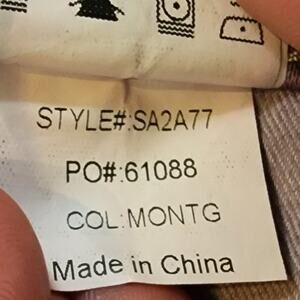 STYLE#:SA2A77
PO#:61088
COL:MONTG
Made in China